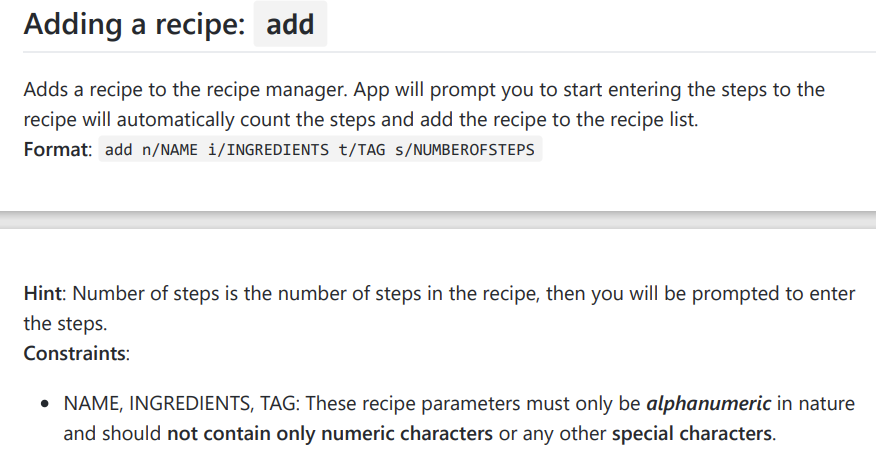 Adding a recipe: add
Adds a recipe to the recipe manager. App will prompt you to start entering the steps to the
recipe will automatically count the steps and add the recipe to the recipe list.
Format: add n/NAME i/INGREDIENTS t/TAG s/NUMBEROFSTEPS
Hint: Number of steps is the number of steps in the recipe, then you will be prompted to enter
the steps.
Constraints:
• NAME, INGREDIENTS, TAG: These recipe parameters must only be alphanumeric in nature
and should not contain only numeric characters or any other special characters.